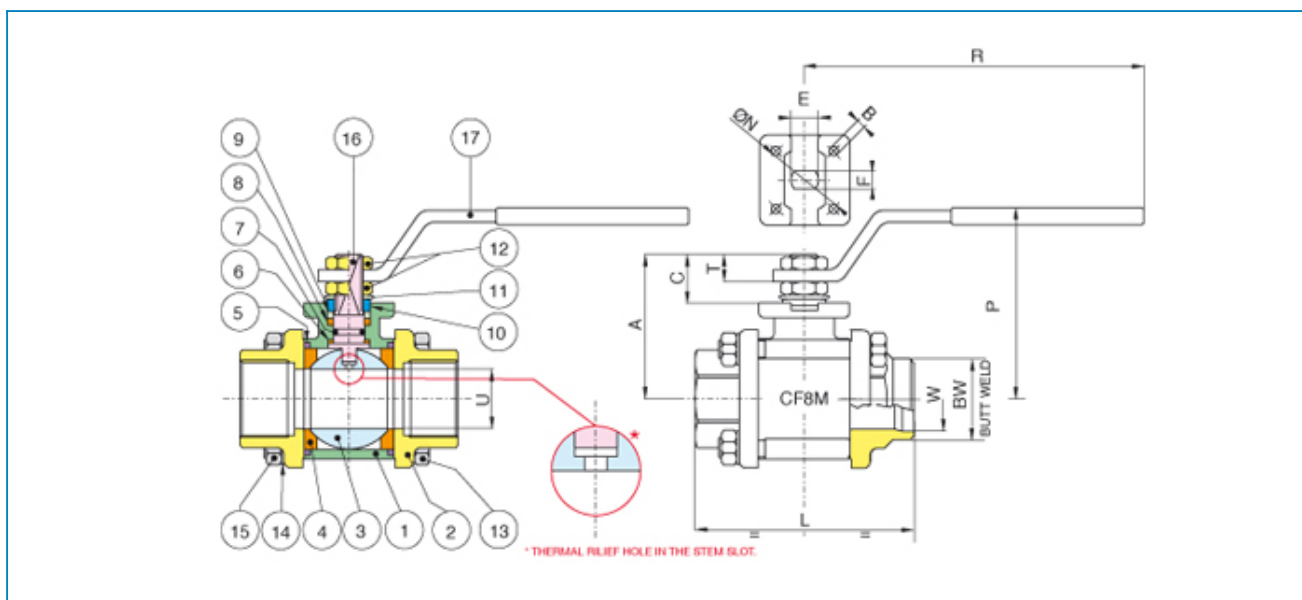 R
E
B
ØN
F
9
16
17
8
7
12
6
T
C
11
P
5
A
10
U
CF8M
W
BW
BUTT WELD
*
15
14
4
3
1
2
13
L
=
=
* THERMAL RILIEF HOLE IN THE STEM SLOT.